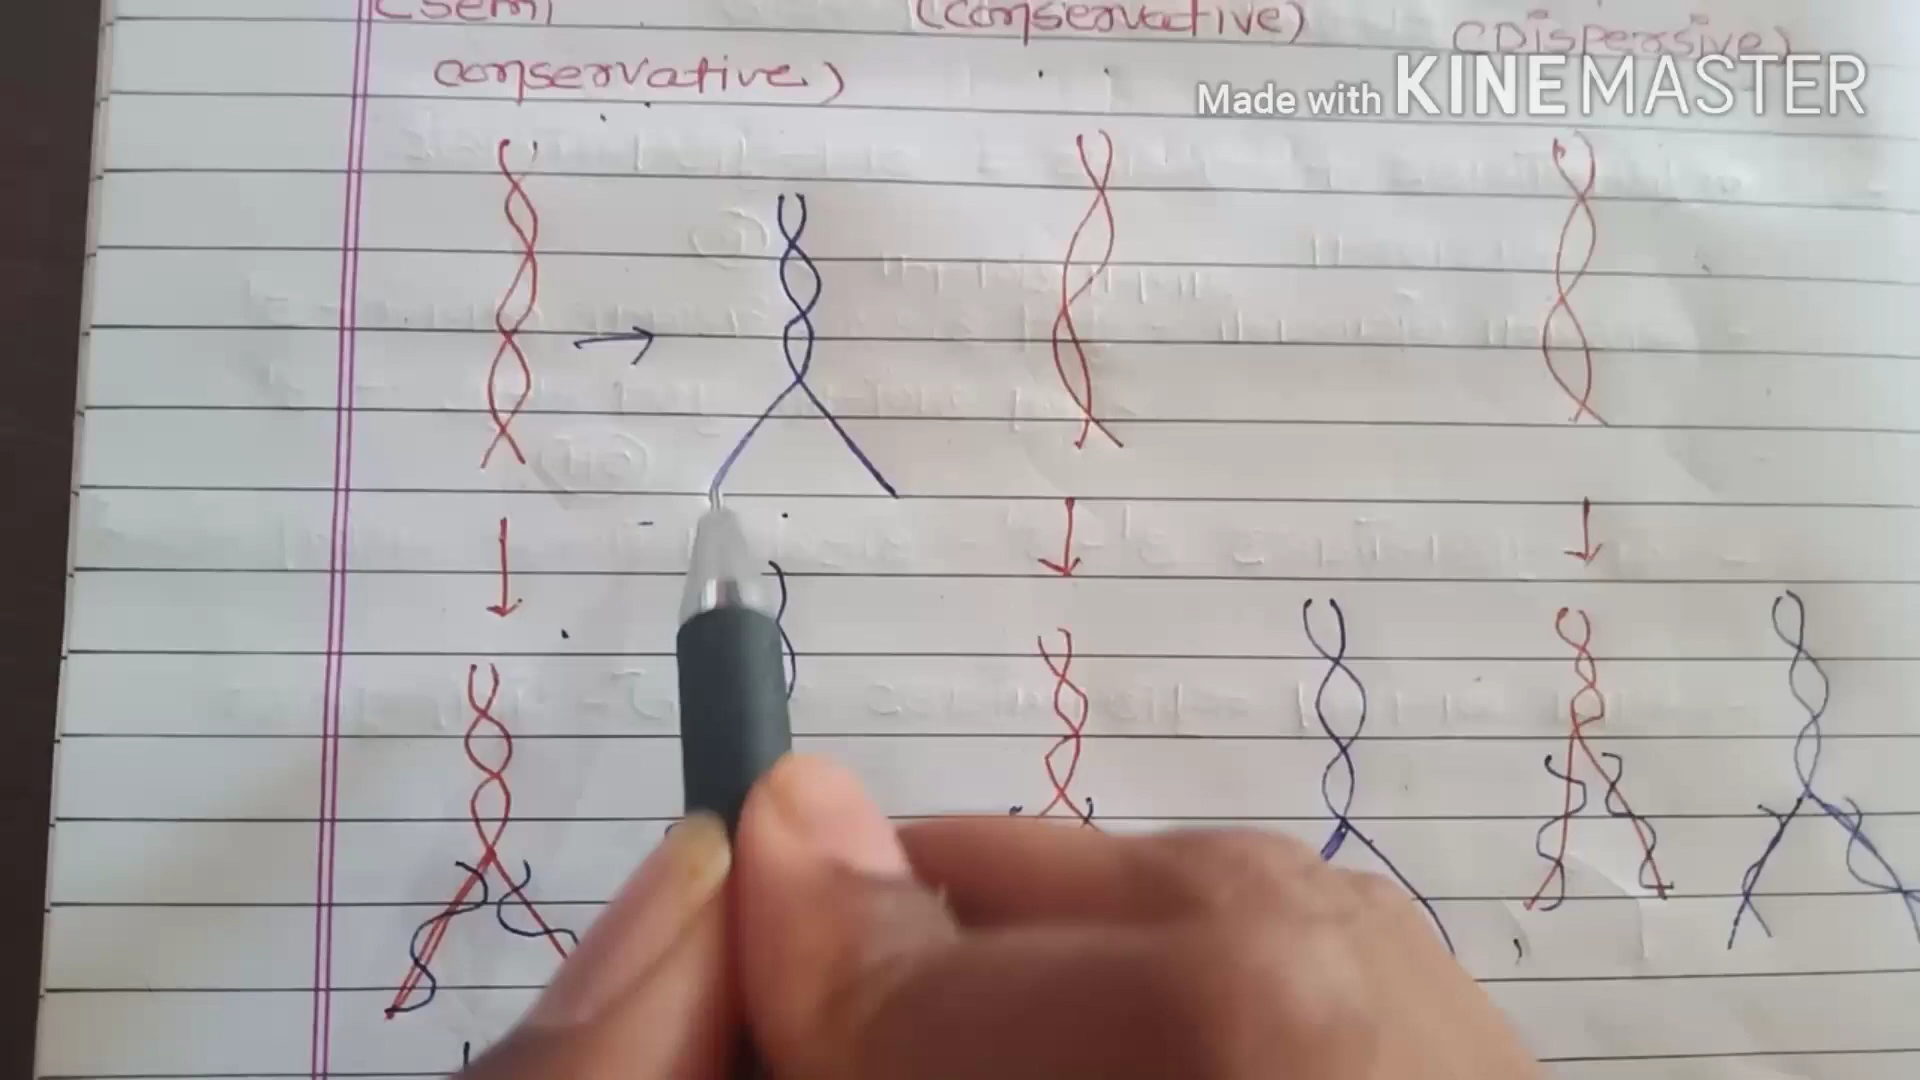 (Semi (conservative) (Dispersive)
conservative)
Made with KINEMASTER